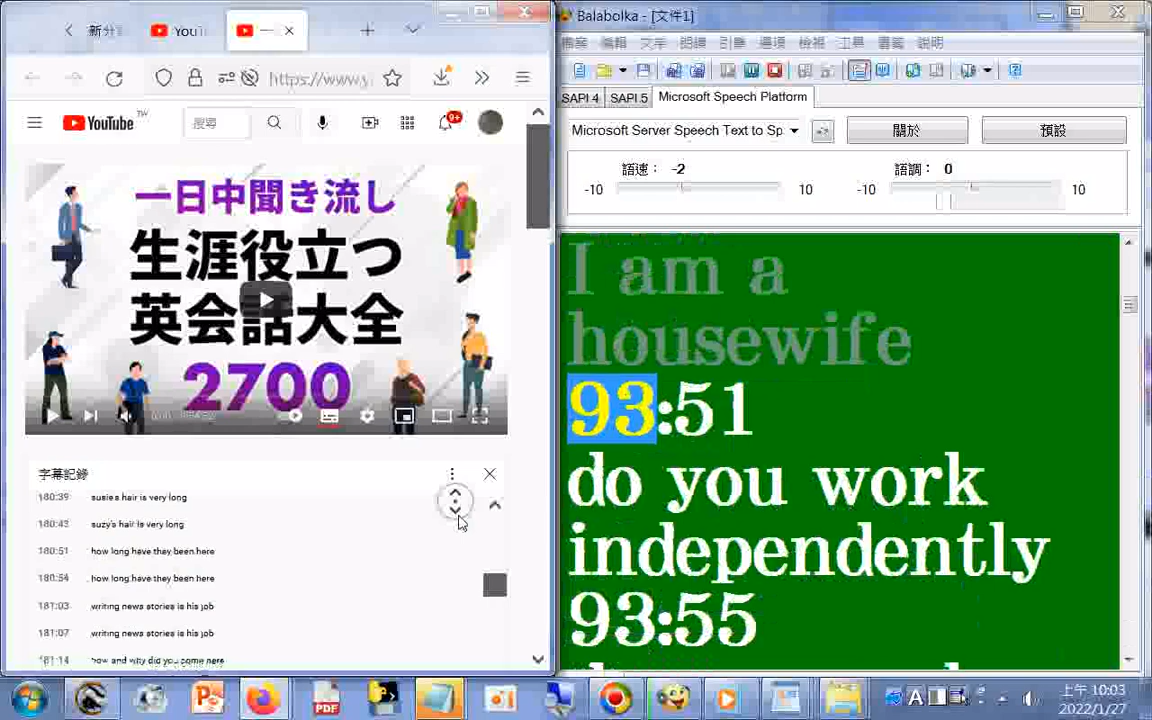 新分
YouT
https://www.y
YouTube TW
搜尋
9+
一日中聞き流し
生涯役立つ
英会話大全
2700
字幕記錄
180:39 susie's hair is very long
180:43 suzy's hair is very long
180:51 how long have they been here
180:54 how long have they been here
181:03 writing news stories is his job
181:07 writing news stories is his job
181:14 how and why did you come here
Balabolka - [文件1]
檔案 編輯 文字 朗讀 引擎 選項 檢視 工具 書籤 說明
SAPI 4 SAPI 5 Microsoft Speech Platform
Microsoft Server Speech Text to Sp
關於
預設
語速： -2
語調： 0
-10 10 -10 10
I am a
housewife
93:51
do you work
independently
93:55
上午 10:03
2022/1/27